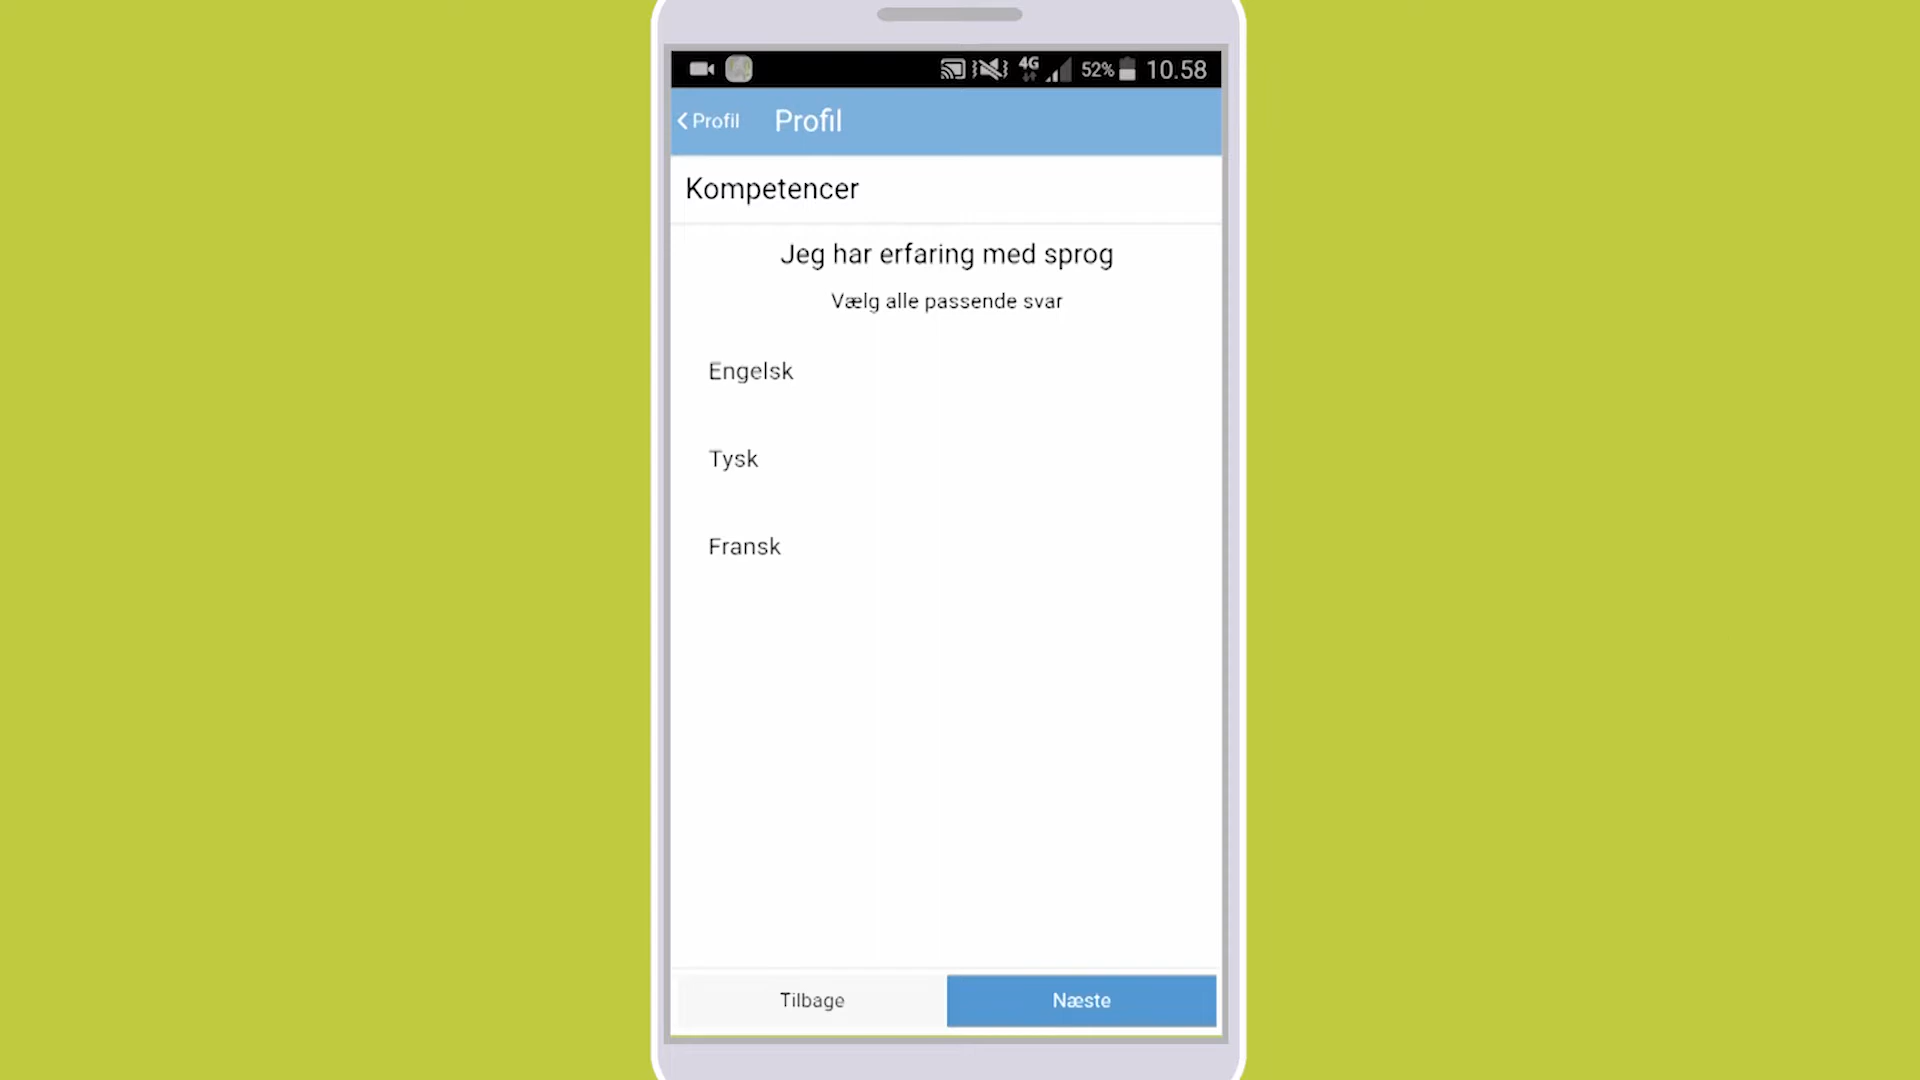 4G 52% 10.58
Profil Profil
Kompetencer
Jeg har erfaring med sprog
Vælg alle passende svar
Engelsk
Tysk
Fransk
Tilbage Næste